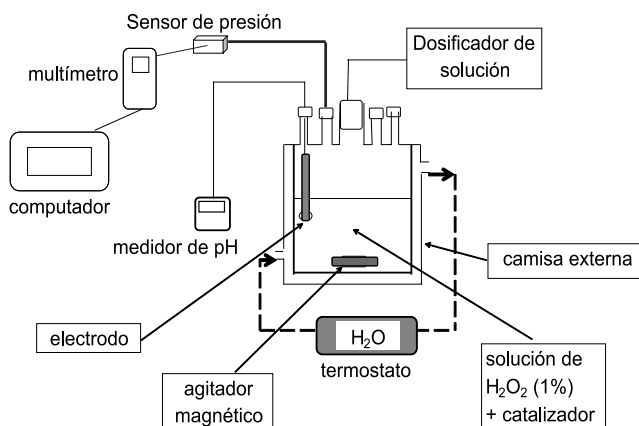 Sensor de presión
multímetro
computador
medidor de pH
Dosificador de
solución
camisa externa
electrodo
agitador
magnético
H₂O
termostato
solución de
H₂O₂ (1%)
+ catalizador